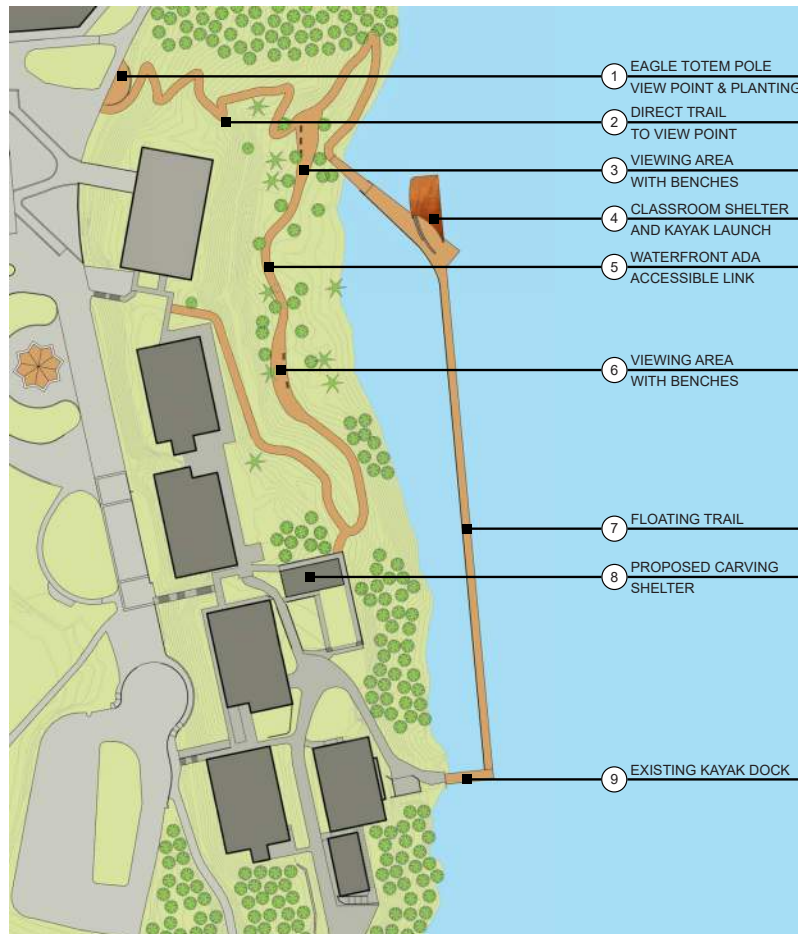 1 EAGLE TOTEM POLE
VIEW POINT & PLANTING
2 DIRECT TRAIL
TO VIEW POINT
3 VIEWING AREA
WITH BENCHES
4 CLASSROOM SHELTER
AND KAYAK LAUNCH
5 WATERFRONT ADA
ACCESSIBLE LINK
6 VIEWING AREA
WITH BENCHES
7 FLOATING TRAIL
8 PROPOSED CARVING
SHELTER
9 EXISTING KAYAK DOCK